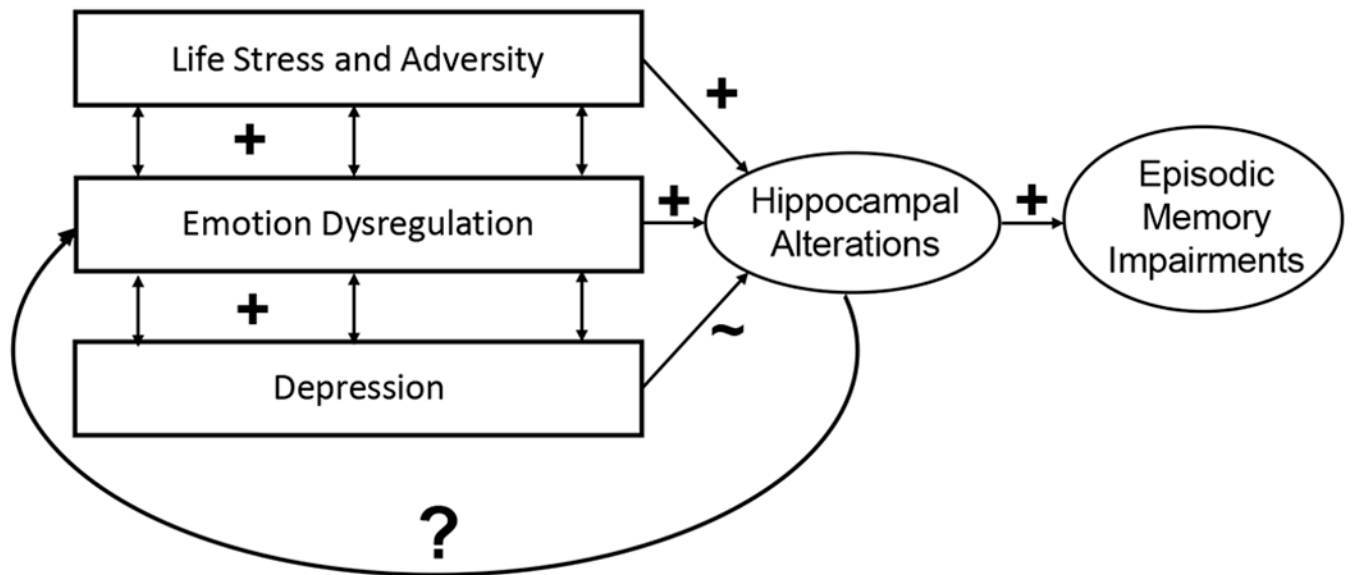 Life Stress and Adversity
+
+
Emotion Dysregulation
+
Hippocampal
Alterations
+
Episodic
Memory
Impairments
+
~
Depression
?